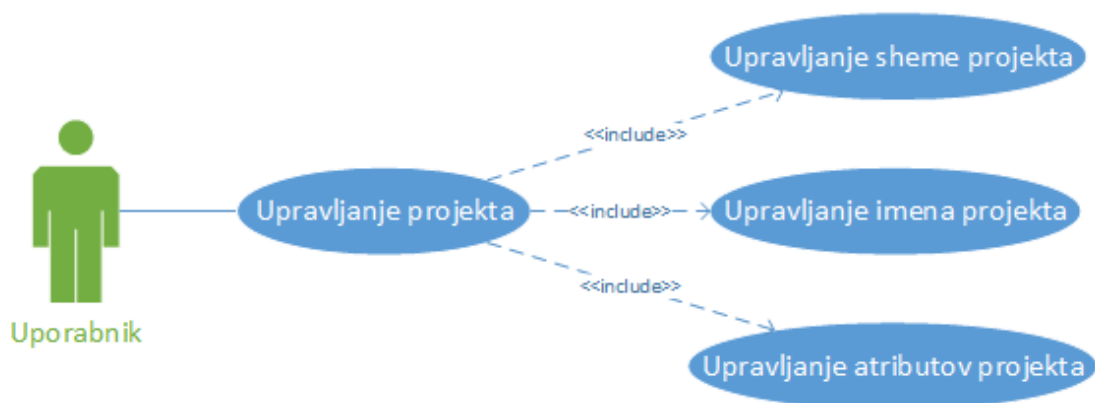 Upravljanje sheme projekta
<<include>>
Upravljanje projekta
<<include>>
Upravljanje imena projekta
<<include>>
Uporabnik
Upravljanje atributov projekta